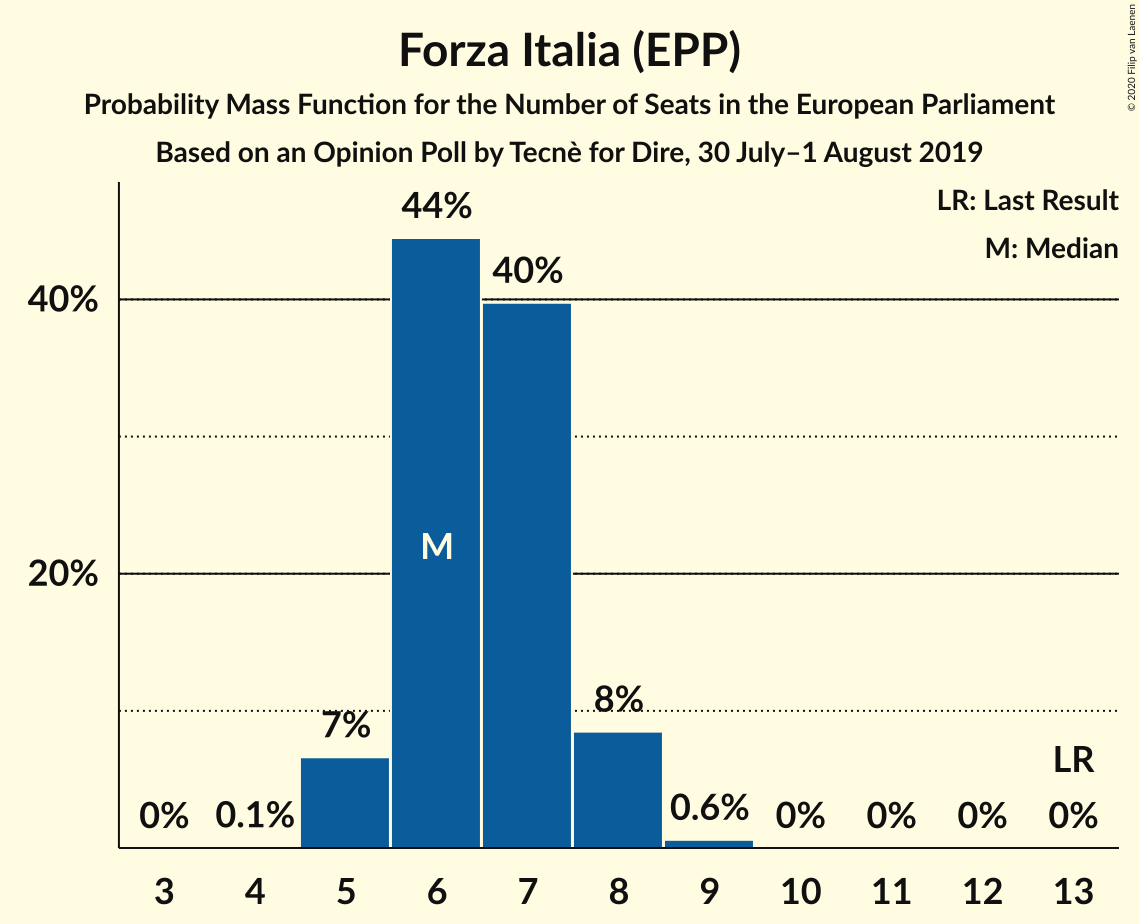 Forza Italia (EPP)
Probability Mass Function for the Number of Seats in the European Parliament
Based on an Opinion Poll by Tecnè for Dire, 30 July–1 August 2019
© 2020 Filip van Laenen
LR: Last Result
M: Median
44%
40%
40%
M
20%
7%
8%
LR
0%
0.1%
0.6%
0%
0%
0%
0%
3 4 5 6 7 8 9 10 11 12 13